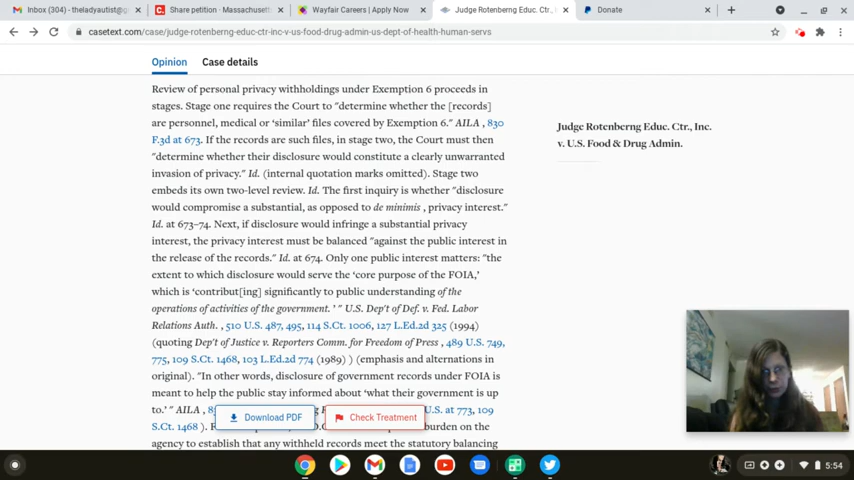 Inbox (304) - theladyautist@g
Share petition · Massachuset
Wayfair Careers | Apply Now
Judge Rotenberng Educ. Ctr., In
Donate
casetext.com/case/judge-rotenberng-educ-ctr-inc-v-us-food-drug-admin-us-dept-of-health-human-servs
Opinion Case details
Review of personal privacy withholdings under Exemption 6 proceeds in
stages. Stage one requires the Court to "determine whether the [records]
are personnel, medical or ‘similar’ files covered by Exemption 6." AILA , 830
F.3d at 673. If the records are such files, in stage two, the Court must then
"determine whether their disclosure would constitute a clearly unwarranted
invasion of privacy." Id. (internal quotation marks omitted). Stage two
embeds its own two-level review. Id. The first inquiry is whether "disclosure
would compromise a substantial, as opposed to de minimis , privacy interest."
Id. at 673–74. Next, if disclosure would infringe a substantial privacy
interest, the privacy interest must be balanced "against the public interest in
the release of the records." Id. at 674. Only one public interest matters: "the
extent to which disclosure would serve the ‘core purpose of the FOIA,’
which is ‘contribut[ing] significantly to public understanding of the
operations of activities of the government. ’ " U.S. Dep't of Def. v. Fed. Labor
Relations Auth. , 510 U.S. 487, 495, 114 S.Ct. 1006, 127 L.Ed.2d 325 (1994)
(quoting Dep't of Justice v. Reporters Comm. for Freedom of Press , 489 U.S. 749,
775, 109 S.Ct. 1468, 103 L.Ed.2d 774 (1989) ) (emphasis and alternations in
original). "In other words, disclosure of government records under FOIA is
meant to help the public stay informed about ‘what their government is up
to.’ " AILA , U.S. at 773, 109
S.Ct. 1468 ). burden on the
agency to establish that any withheld records meet the statutory balancing
Download PDF
Check Treatment
Judge Rotenberng Educ. Ctr., Inc.
v. U.S. Food & Drug Admin.
5:54